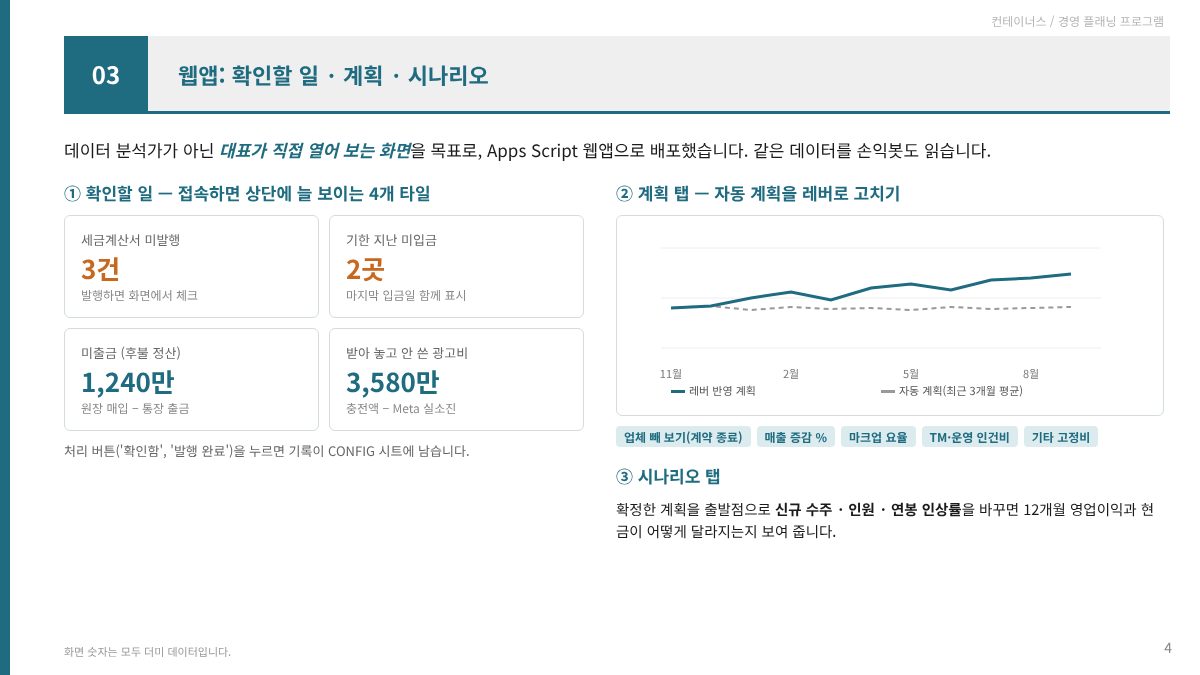 컨테이너스 / 경영 플래닝 프로그램
03
웹앱: 확인할 일 · 계획 · 시나리오
데이터 분석가가 아닌 대표가 직접 열어 보는 화면을 목표로, Apps Script 웹앱으로 배포했습니다. 같은 데이터를 손익봇도 읽습니다.
① 확인할 일 — 접속하면 상단에 늘 보이는 4개 타일
세금계산서 미발행
3건
발행하면 화면에서 체크
기한 지난 미입금
2곳
마지막 입금일 함께 표시
미출금 (후불 정산)
1,240만
원장 매입 − 통장 출금
받아 놓고 안 쓴 광고비
3,580만
충전액 − Meta 실소진
처리 버튼('확인함', '발행 완료')을 누르면 기록이 CONFIG 시트에 남습니다.
② 계획 탭 — 자동 계획을 레버로 고치기
11월 2월 5월 8월
레버 반영 계획 자동 계획(최근 3개월 평균)
업체 빼 보기(계약 종료) 매출 증감 % 마크업 요율 TM·운영 인건비 기타 고정비
③ 시나리오 탭
확정한 계획을 출발점으로 신규 수주 · 인원 · 연봉 인상률을 바꾸면 12개월 영업이익과 현
금이 어떻게 달라지는지 보여 줍니다.
화면 숫자는 모두 더미 데이터입니다.
4